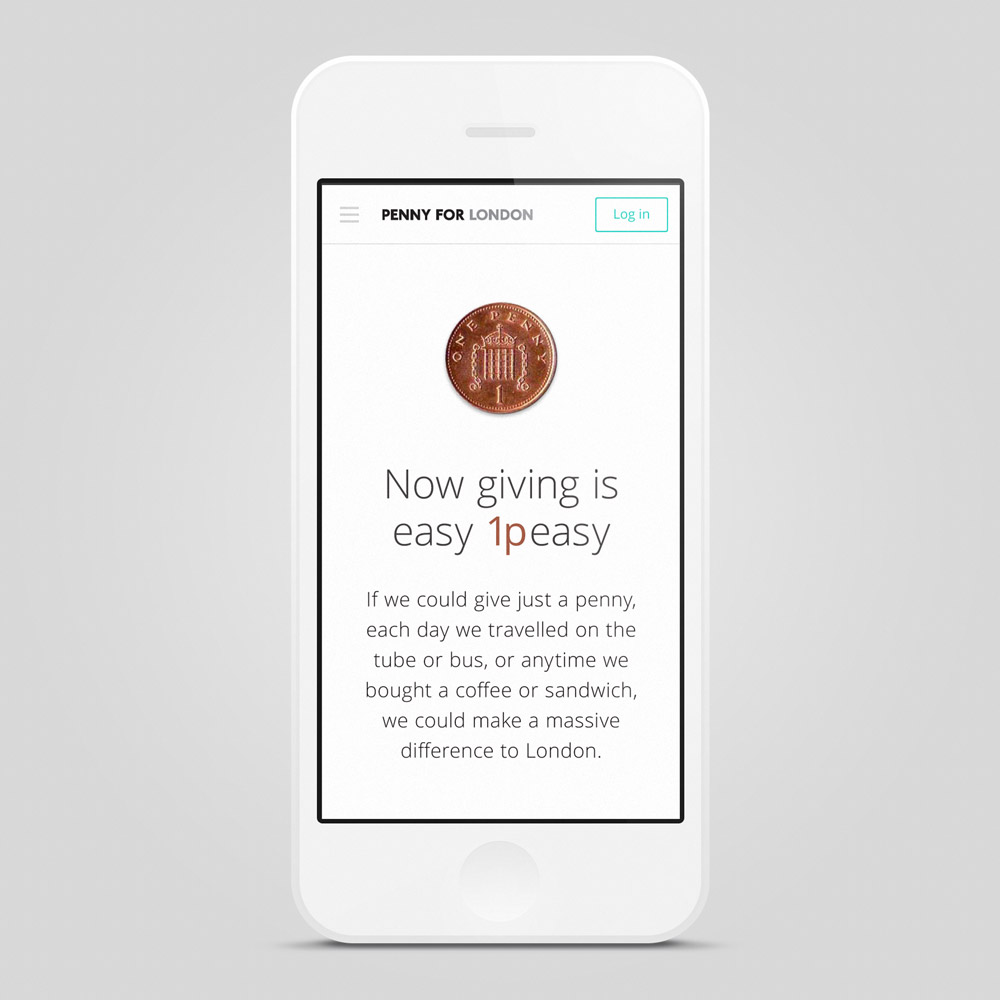 PENNY FOR LONDON
Log in
ONE PENNY
1
Now giving is
easy 1peasy
If we could give just a penny,
each day we travelled on the
tube or bus, or anytime we
bought a coffee or sandwich,
we could make a massive
difference to London.